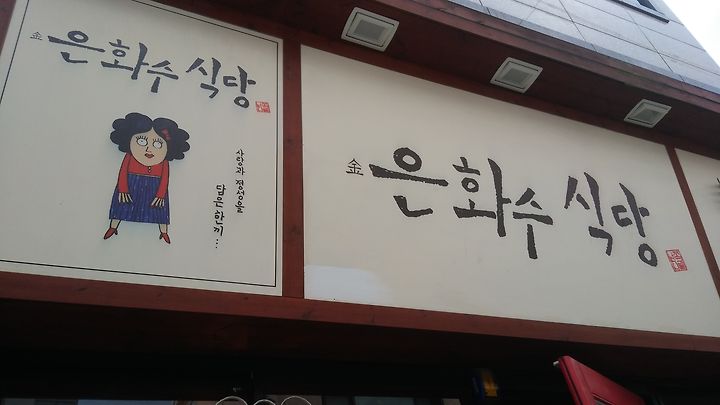 金 은화수 식당
사랑과 정성을
담은한끼...
金 은화수 식당